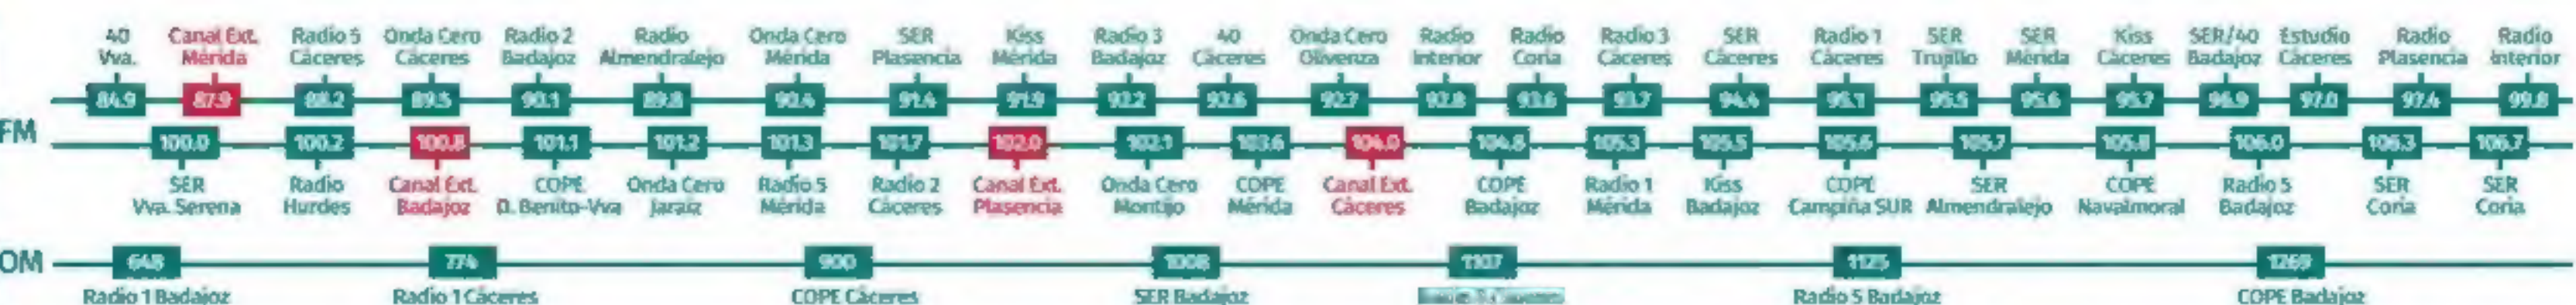 40 Canal Ext. Radio 5 Onda Cero Radio 2 Radio Onda Cero SER Kiss Radio 3 40 Onda Cero Radio Radio Radio 3 SER Radio 1 SER SER Kiss SER/40 Estudio Radio Radio
Vva. Mérida Cáceres Cáceres Badajoz Almendralejo Mérida Plasencia Mérida Badajoz Cáceres Olivenza Interior Coria Cáceres Cáceres Cáceres Trujillo Mérida Cáceres Badajoz Cáceres Plasencia Interior
84.9 87.9 88.2 89.5 90.1 89.8 90.4 91.4 91.9 92.2 92.6 92.7 92.8 93.6 93.7 94.4 95.1 95.5 95.6 95.7 96.9 97.0 97.4 99.8
FM
100.0 100.2 100.8 101.1 101.2 101.3 101.7 102.0 102.1 103.6 104.0 104.8 105.3 105.5 105.6 105.7 105.8 106.0 106.3 106.7
SER Radio Canal Ext. COPE Onda Cero Radio 5 Radio 2 Canal Ext. Onda Cero COPE Canal Ext. COPE Radio 1 Kiss COPE SER COPE Radio 5 SER SER
Vva. Serena Hurdes Badajoz D. Benito-Vva Jaraiz Mérida Cáceres Plasencia Montijo Mérida Cáceres Badajoz Mérida Badajoz Campiña SUR Almendralejo Navalmoral Badajoz Coria Coria
OM 648 774 900 1008 1107 1125 1269
Radio 1 Badajoz Radio 1 Cáceres COPE Cáceres SER Badajoz Radio 5 Badajoz COPE Badajoz